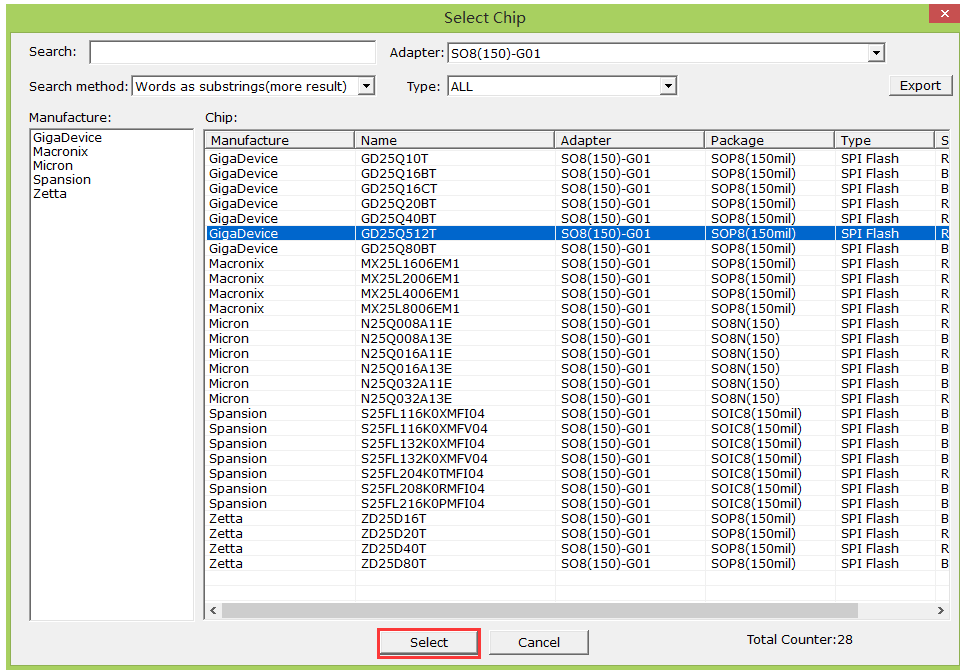 Select Chip
Search: Adapter: SO8(150)-G01
Search method: Words as substrings(more result) Type: ALL Export
Manufacture: Chip:
GigaDevice
Macronix
Micron
Spansion
Zetta
Manufacture Name Adapter Package Type S
GigaDevice GD25Q10T SO8(150)-G01 SOP8(150mil) SPI Flash R
GigaDevice GD25Q16BT SO8(150)-G01 SOP8(150mil) SPI Flash B
GigaDevice GD25Q16CT SO8(150)-G01 SOP8(150mil) SPI Flash B
GigaDevice GD25Q20BT SO8(150)-G01 SOP8(150mil) SPI Flash R
GigaDevice GD25Q40BT SO8(150)-G01 SOP8(150mil) SPI Flash R
GigaDevice GD25Q512T SO8(150)-G01 SOP8(150mil) SPI Flash R
GigaDevice GD25Q80BT SO8(150)-G01 SOP8(150mil) SPI Flash B
Macronix MX25L1606EM1 SO8(150)-G01 SOP8(150mil) SPI Flash R
Macronix MX25L2006EM1 SO8(150)-G01 SOP8(150mil) SPI Flash R
Macronix MX25L4006EM1 SO8(150)-G01 SOP8(150mil) SPI Flash R
Macronix MX25L8006EM1 SO8(150)-G01 SOP8(150mil) SPI Flash R
Micron N25Q008A11E SO8(150)-G01 SO8N(150) SPI Flash R
Micron N25Q008A13E SO8(150)-G01 SO8N(150) SPI Flash B
Micron N25Q016A11E SO8(150)-G01 SO8N(150) SPI Flash R
Micron N25Q016A13E SO8(150)-G01 SO8N(150) SPI Flash B
Micron N25Q032A11E SO8(150)-G01 SO8N(150) SPI Flash B
Micron N25Q032A13E SO8(150)-G01 SO8N(150) SPI Flash R
Spansion S25FL116K0XMFI04 SO8(150)-G01 SOIC8(150mil) SPI Flash B
Spansion S25FL116K0XMFV04 SO8(150)-G01 SOIC8(150mil) SPI Flash B
Spansion S25FL132K0XMFI04 SO8(150)-G01 SOIC8(150mil) SPI Flash B
Spansion S25FL132K0XMFV04 SO8(150)-G01 SOIC8(150mil) SPI Flash B
Spansion S25FL204K0TMFI04 SO8(150)-G01 SOIC8(150mil) SPI Flash R
Spansion S25FL208K0RMFI04 SO8(150)-G01 SOIC8(150mil) SPI Flash B
Spansion S25FL216K0PMFI04 SO8(150)-G01 SOIC8(150mil) SPI Flash B
Zetta ZD25D16T SO8(150)-G01 SOP8(150mil) SPI Flash B
Zetta ZD25D20T SO8(150)-G01 SOP8(150mil) SPI Flash R
Zetta ZD25D40T SO8(150)-G01 SOP8(150mil) SPI Flash R
Zetta ZD25D80T SO8(150)-G01 SOP8(150mil) SPI Flash B
Select Cancel Total Counter:28